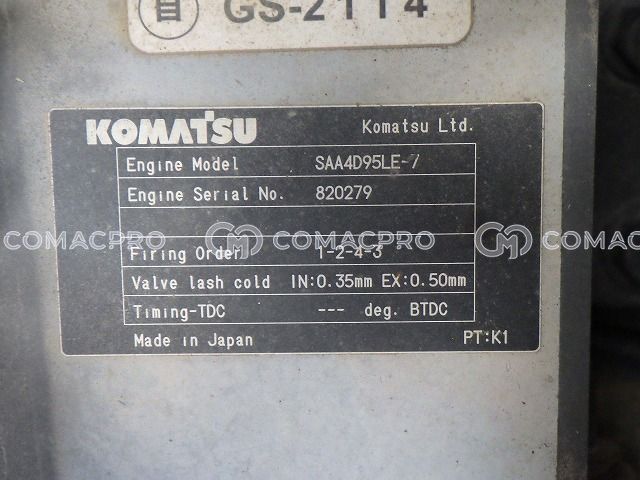 自 GS-2114
KOMATSU Komatsu Ltd.
Engine Model SAA4D95LE-7
Engine Serial No. 820279
COMACPRO COMACPRO
Firing Order 1-2-4-3
Valve lash cold IN:0.35mm EX:0.50mm
Timing-TDC --- deg. BTDC
Made in Japan PT:K1